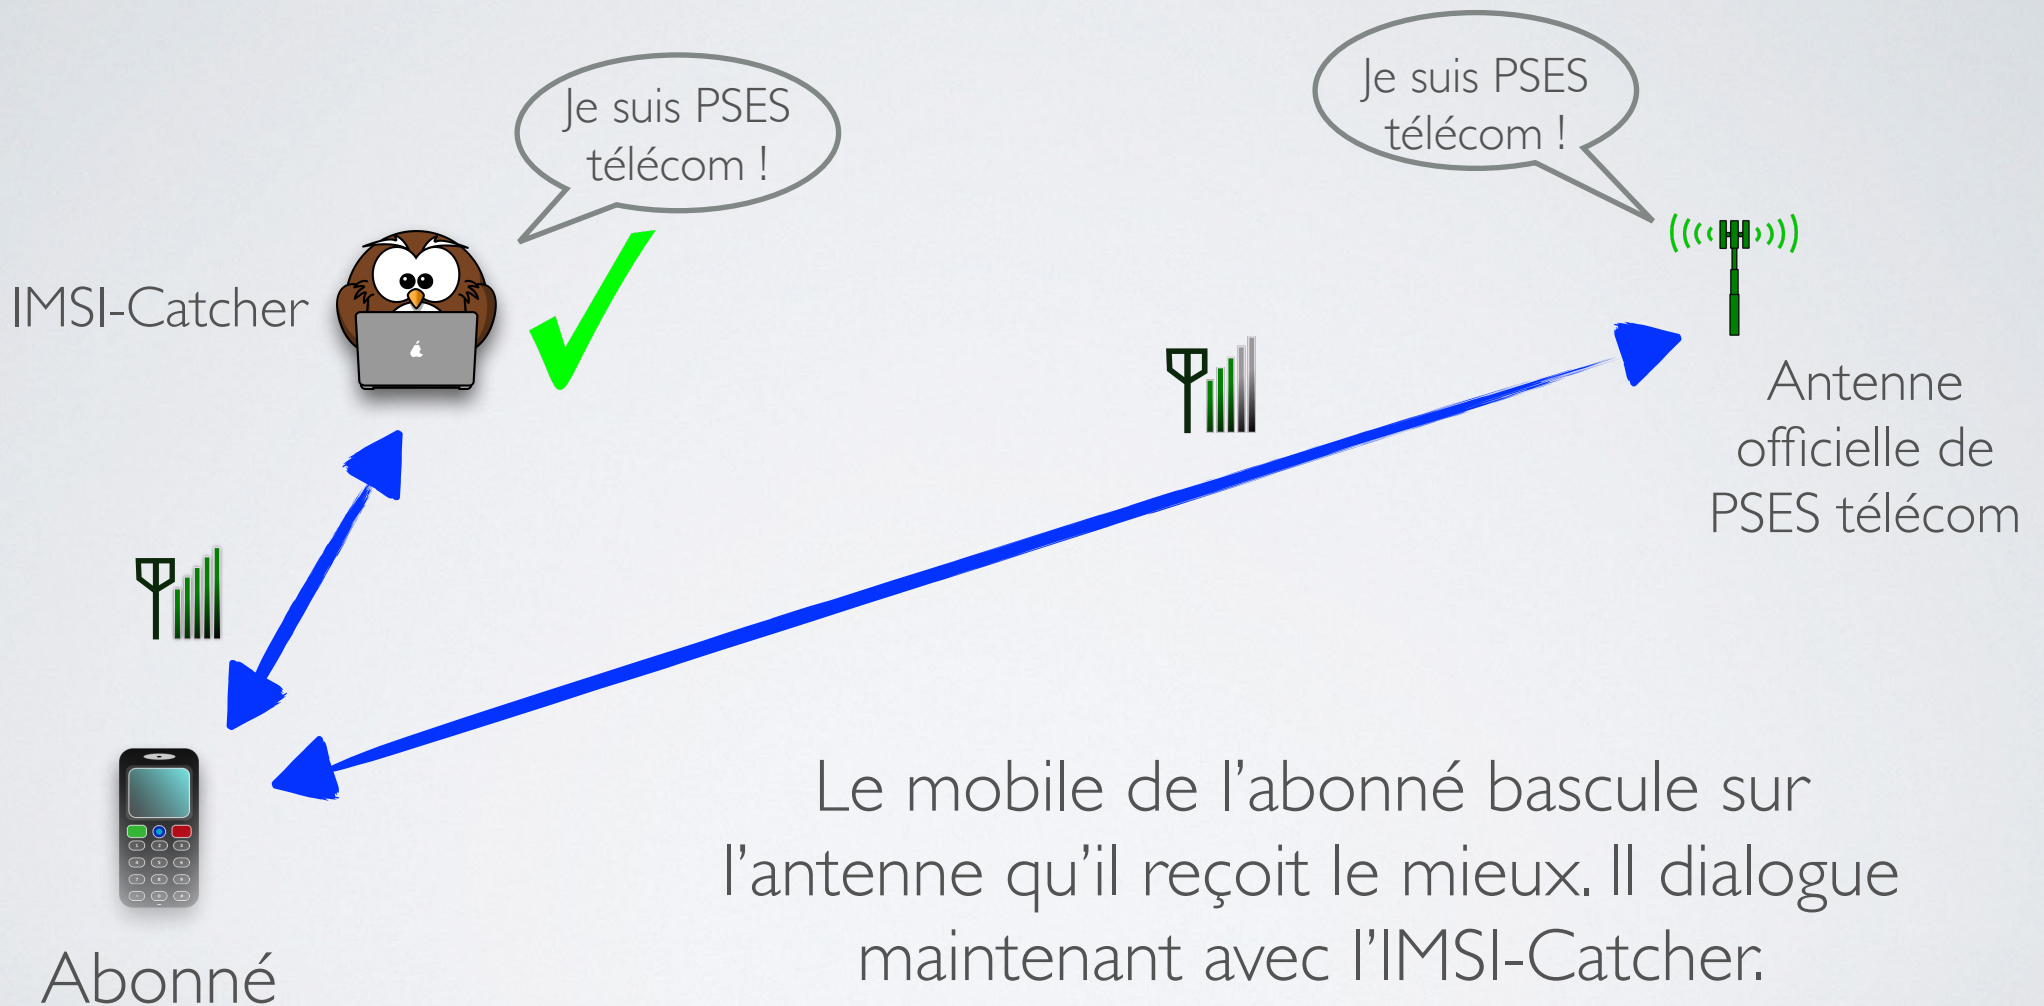 Je suis PSES
télécom !
Je suis PSES
télécom !
IMSI-Catcher
Antenne
officielle de
PSES télécom
Le mobile de l’abonné bascule sur
l’antenne qu’il reçoit le mieux. Il dialogue
maintenant avec l’IMSI-Catcher.
Abonné